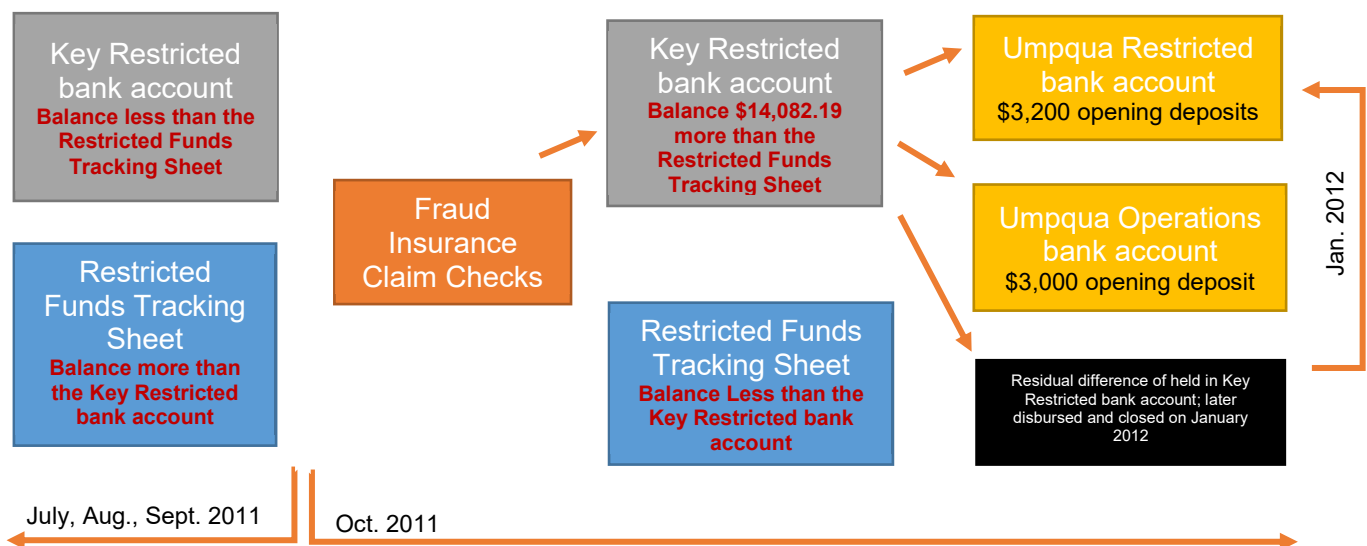 Key Restricted
bank account
Balance less than the
Restricted Funds
Tracking Sheet
Restricted
Funds Tracking
Sheet
Balance more than
the Key Restricted
bank account
Fraud
Insurance
Claim Checks
Key Restricted
bank account
Balance $14,082.19
more than the
Restricted Funds
Tracking Sheet
Restricted Funds
Tracking Sheet
Balance Less than the
Key Restricted bank
account
Umpqua Restricted
bank account
$3,200 opening deposits
Umpqua Operations
bank account
$3,000 opening deposit
Residual difference of held in Key
Restricted bank account; later
disbursed and closed on January
2012
Jan. 2012
July, Aug., Sept. 2011
Oct. 2011